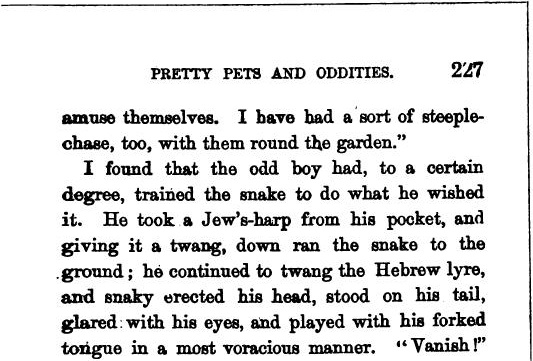 PRETTY PETS AND ODDITIES. 227
amuse themselves. I have had a sort of steeple-
chase, too, with them round the garden."
I found that the odd boy had, to a certain
degree, trained the snake to do what he wished
it. He took a Jew's-harp from his pocket, and
giving it a twang, down ran the snake to the
ground; he continued to twang the Hebrew lyre,
and snaky erected his head, stood on his tail,
glared with his eyes, and played with his forked
tongue in a most voracious manner. "Vanish!"